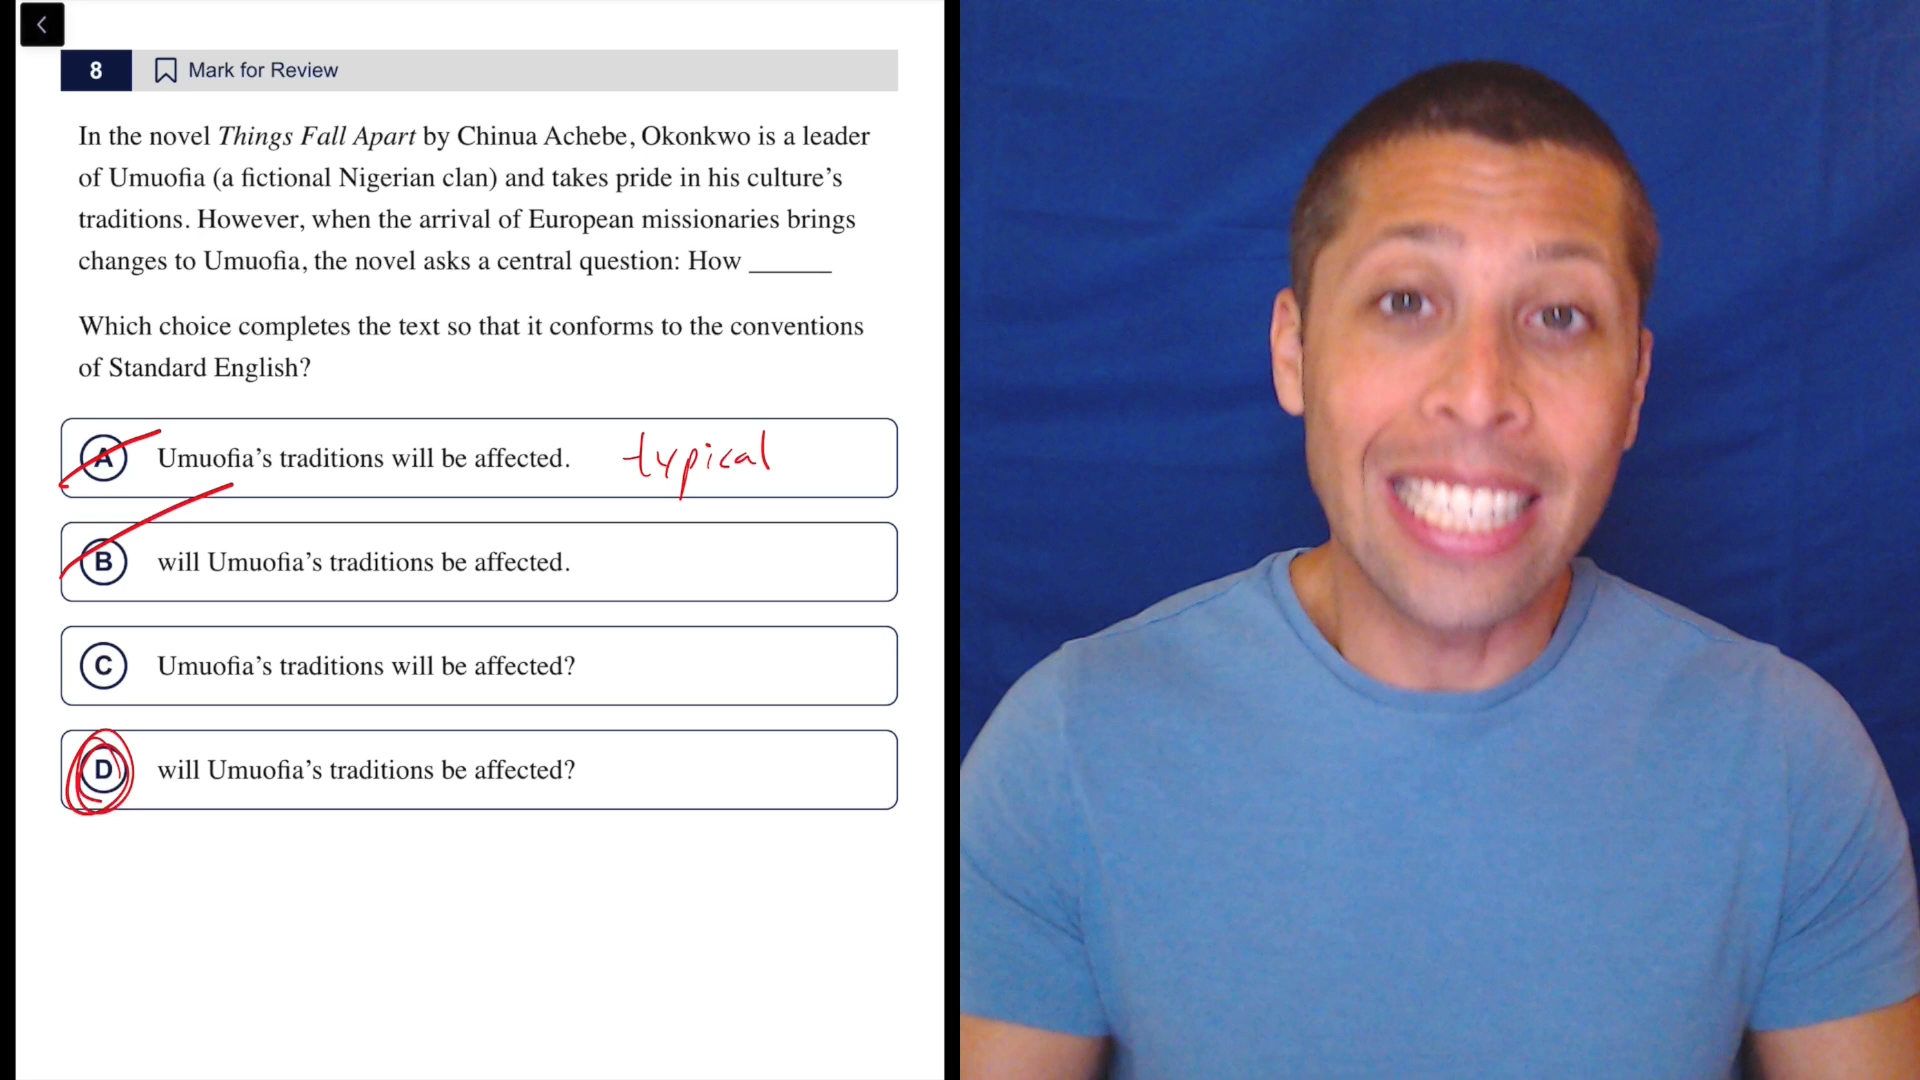 8 Mark for Review
In the novel Things Fall Apart by Chinua Achebe, Okonkwo is a leader
of Umuofia (a fictional Nigerian clan) and takes pride in his culture’s
traditions. However, when the arrival of European missionaries brings
changes to Umuofia, the novel asks a central question: How ______
Which choice completes the text so that it conforms to the conventions
of Standard English?
A Umuofia’s traditions will be affected. typical
B will Umuofia’s traditions be affected.
C Umuofia’s traditions will be affected?
D will Umuofia’s traditions be affected?